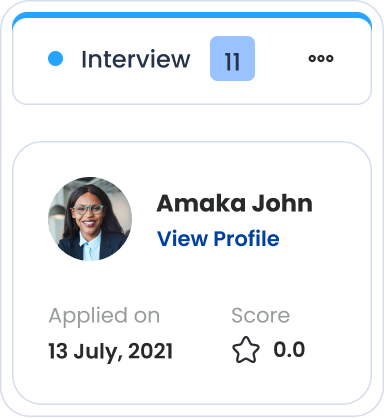 Interview 11
Amaka John
View Profile
Applied on Score
13 July, 2021 0.0